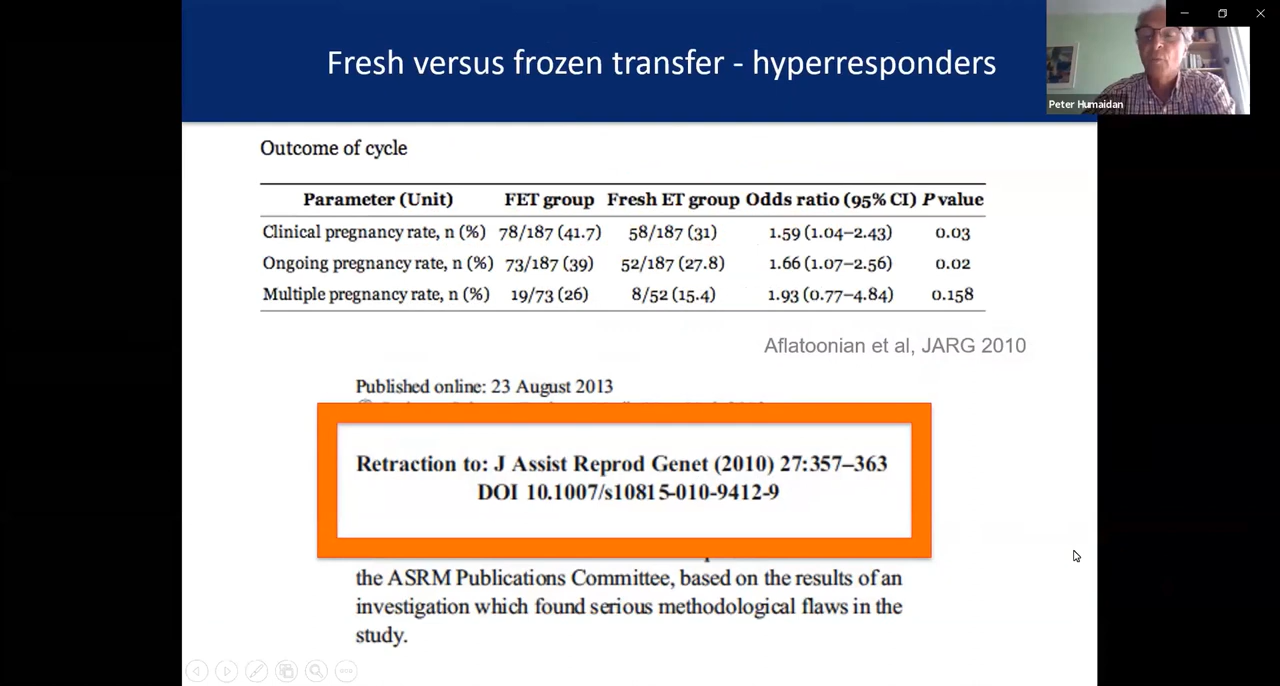 Fresh versus frozen transfer - hyperresponders
Peter Humaidan
Outcome of cycle
Parameter (Unit) FET group Fresh ET group Odds ratio (95% CI) P value
Clinical pregnancy rate, n (%) 78/187 (41.7) 58/187 (31) 1.59 (1.04–2.43) 0.03
Ongoing pregnancy rate, n (%) 73/187 (39) 52/187 (27.8) 1.66 (1.07–2.56) 0.02
Multiple pregnancy rate, n (%) 19/73 (26) 8/52 (15.4) 1.93 (0.77–4.84) 0.158
Aflatoonian et al, JARG 2010
Published online: 23 August 2013
Retraction to: J Assist Reprod Genet (2010) 27:357–363
DOI 10.1007/s10815-010-9412-9
the ASRM Publications Committee, based on the results of an
investigation which found serious methodological flaws in the
study.